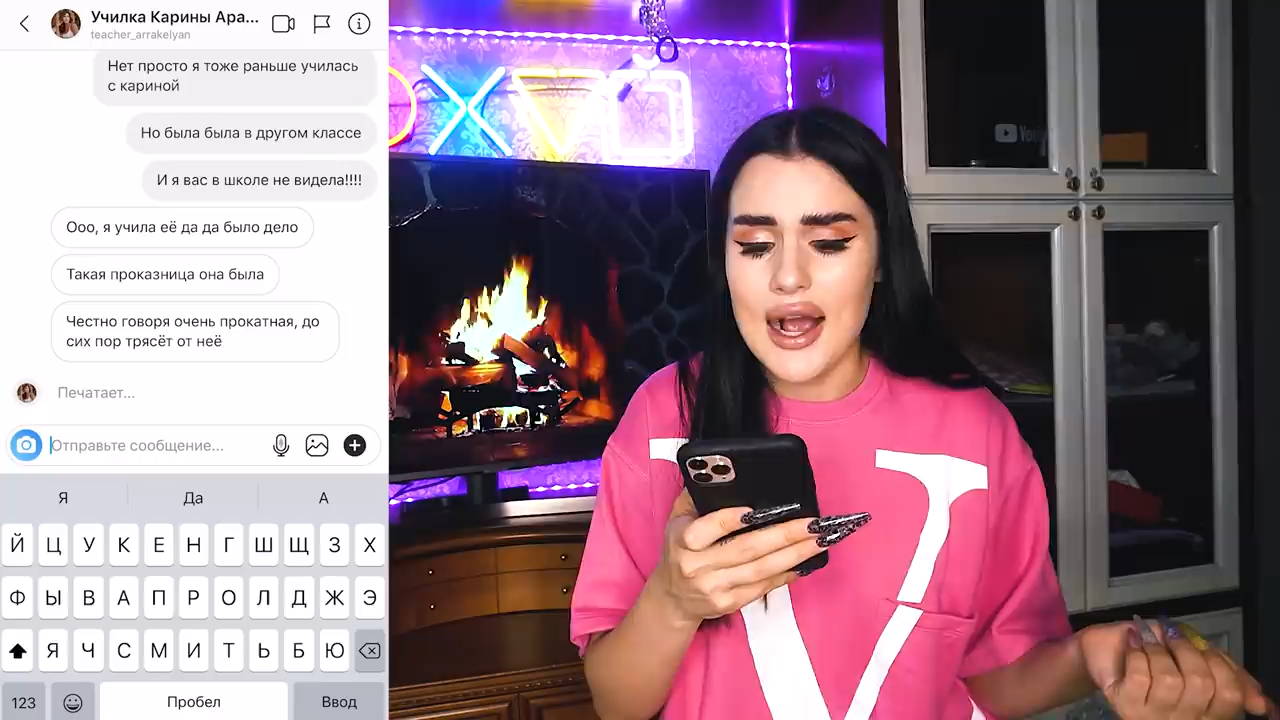 Училка Карины Ара...
teacher_arrakelyan
Нет просто я тоже раньше училась
с кариной
Но была была в другом классе
И я вас в школе не видела!!!!
Ооо, я учила её да да было дело
Такая проказница она была
Честно говоря очень прокатная, до
сих пор трясёт от неё
Печатает...
Отправьте сообщение...
Я Да А
Й Ц У К Е Н Г Ш Щ З Х
Ф Ы В А П Р О Л Д Ж Э
Я Ч С М И Т Ь Б Ю
123 Пробел Ввод
V